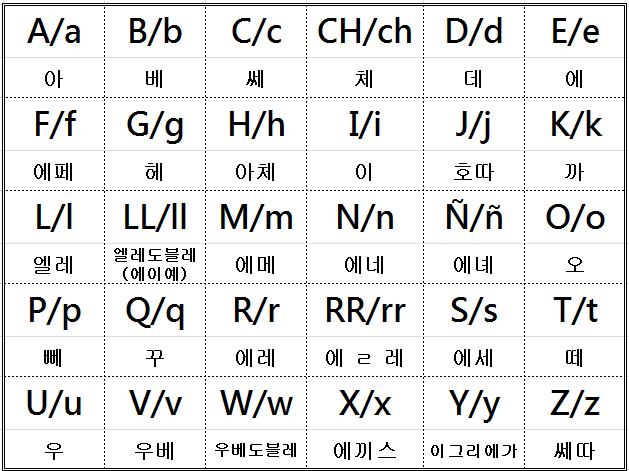 A/a B/b C/c CH/ch D/d E/e
아 베 쎄 체 데 에
F/f G/g H/h I/i J/j K/k
에페 헤 아체 이 호따 까
L/l LL/ll M/m N/n Ñ/ñ O/o
엘레 엘레도블레 에메 에네 에녜 오
(에이예)
P/p Q/q R/r RR/rr S/s T/t
뻬 꾸 에레 에 ㄹ 레 에세 떼
U/u V/v W/w X/x Y/y Z/z
우 우베 우베도블레 에끼스 이그리에가 쎄따